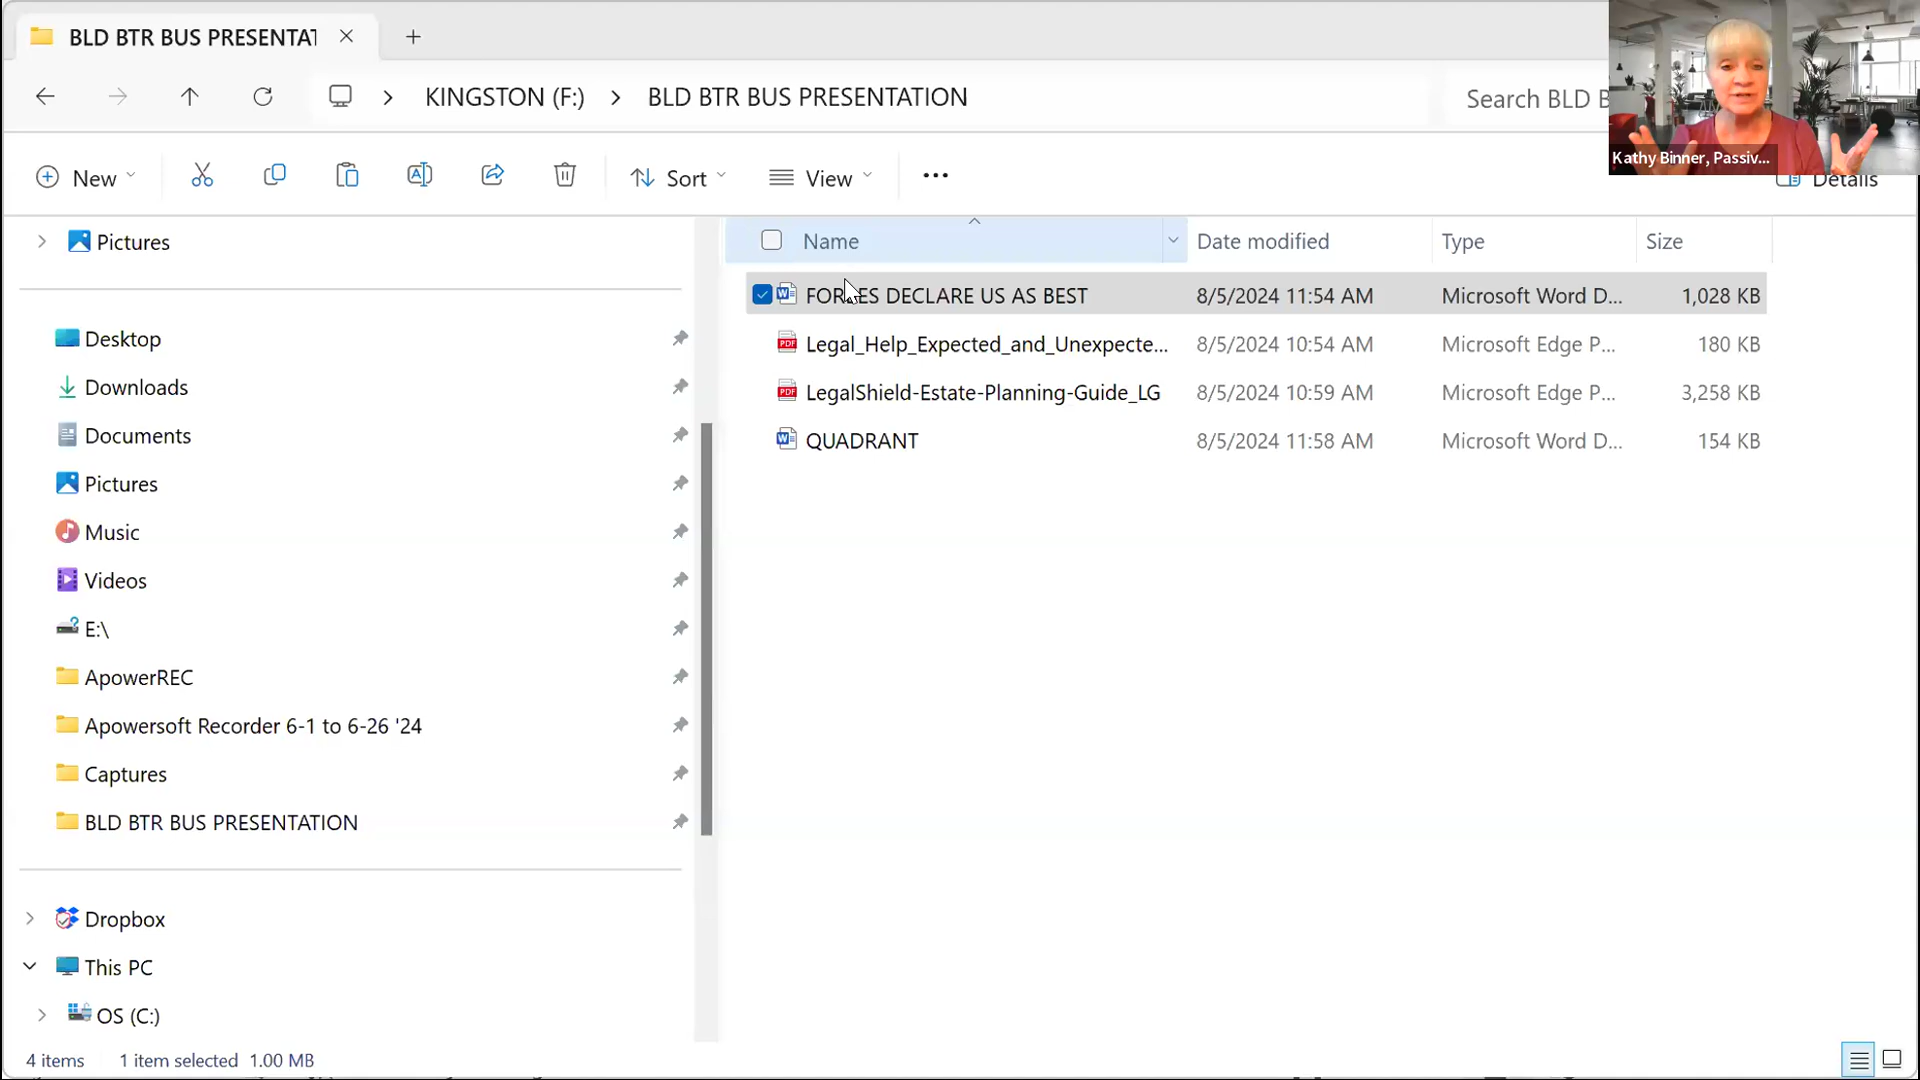 BLD BTR BUS PRESENTAT
KINGSTON (F:) BLD BTR BUS PRESENTATION Search BLD B
Kathy Binner, Passiv...
New Sort View ... Details
Name Date modified Type Size
FORBES DECLARE US AS BEST 8/5/2024 11:54 AM Microsoft Word D... 1,028 KB
Legal_Help_Expected_and_Unexpecte... 8/5/2024 10:54 AM Microsoft Edge P... 180 KB
LegalShield-Estate-Planning-Guide_LG 8/5/2024 10:59 AM Microsoft Edge P... 3,258 KB
QUADRANT 8/5/2024 11:58 AM Microsoft Word D... 154 KB
Pictures
Desktop
Downloads
Documents
Pictures
Music
Videos
E:\
ApowerREC
Apowersoft Recorder 6-1 to 6-26 '24
Captures
BLD BTR BUS PRESENTATION
Dropbox
This PC
OS (C:)
4 items 1 item selected 1.00 MB